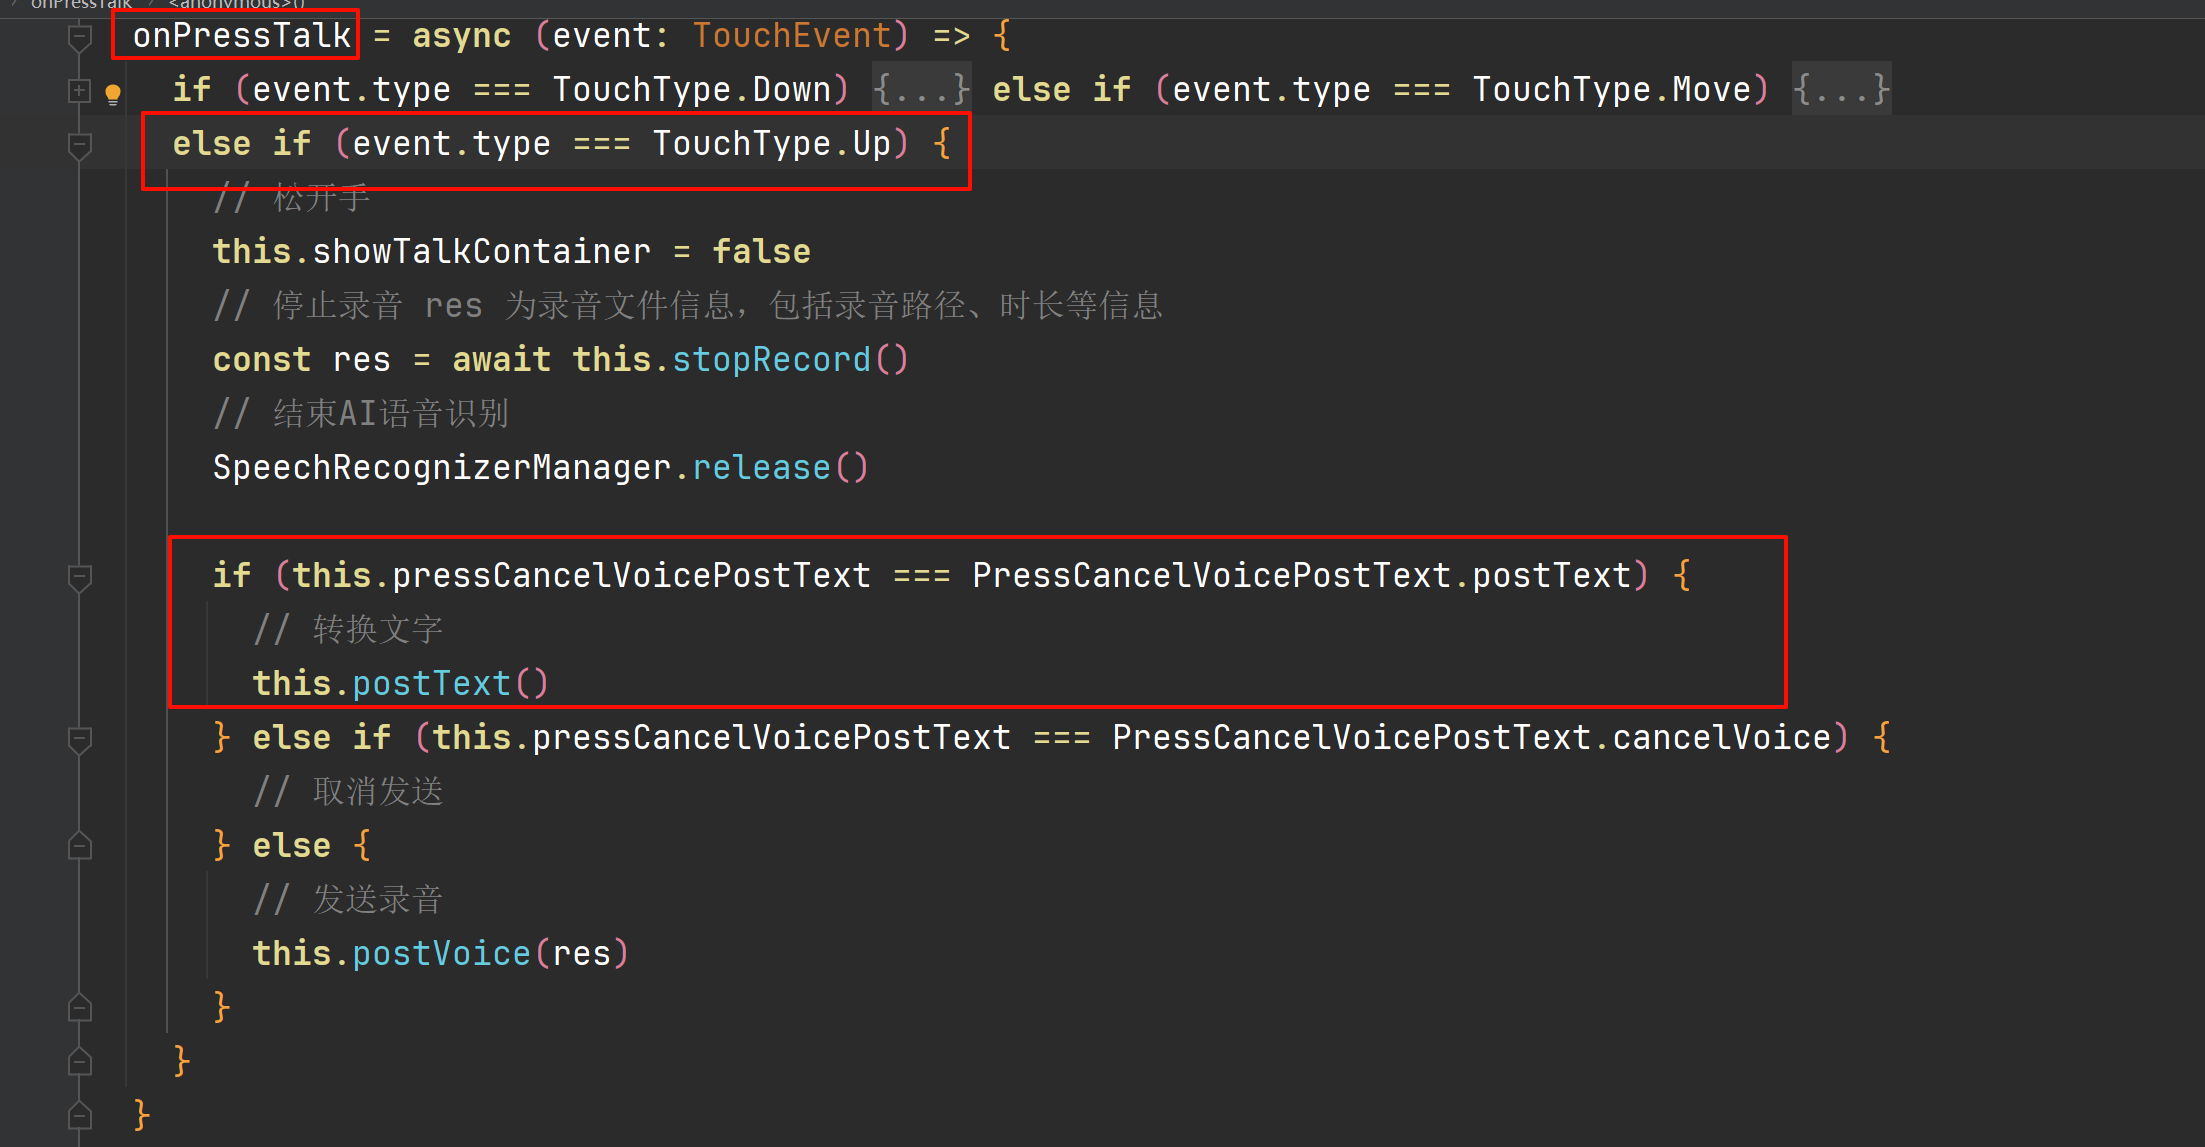 onPressTalk <anonymous>()
onPressTalk = async (event: TouchEvent) => {
if (event.type === TouchType.Down) {...} else if (event.type === TouchType.Move) {...}
else if (event.type === TouchType.Up) {
// 松开手
this.showTalkContainer = false
// 停止录音 res 为录音文件信息，包括录音路径、时长等信息
const res = await this.stopRecord()
// 结束AI语音识别
SpeechRecognizerManager.release()
if (this.pressCancelVoicePostText === PressCancelVoicePostText.postText) {
// 转换文字
this.postText()
} else if (this.pressCancelVoicePostText === PressCancelVoicePostText.cancelVoice) {
// 取消发送
} else {
// 发送录音
this.postVoice(res)
}
}
}